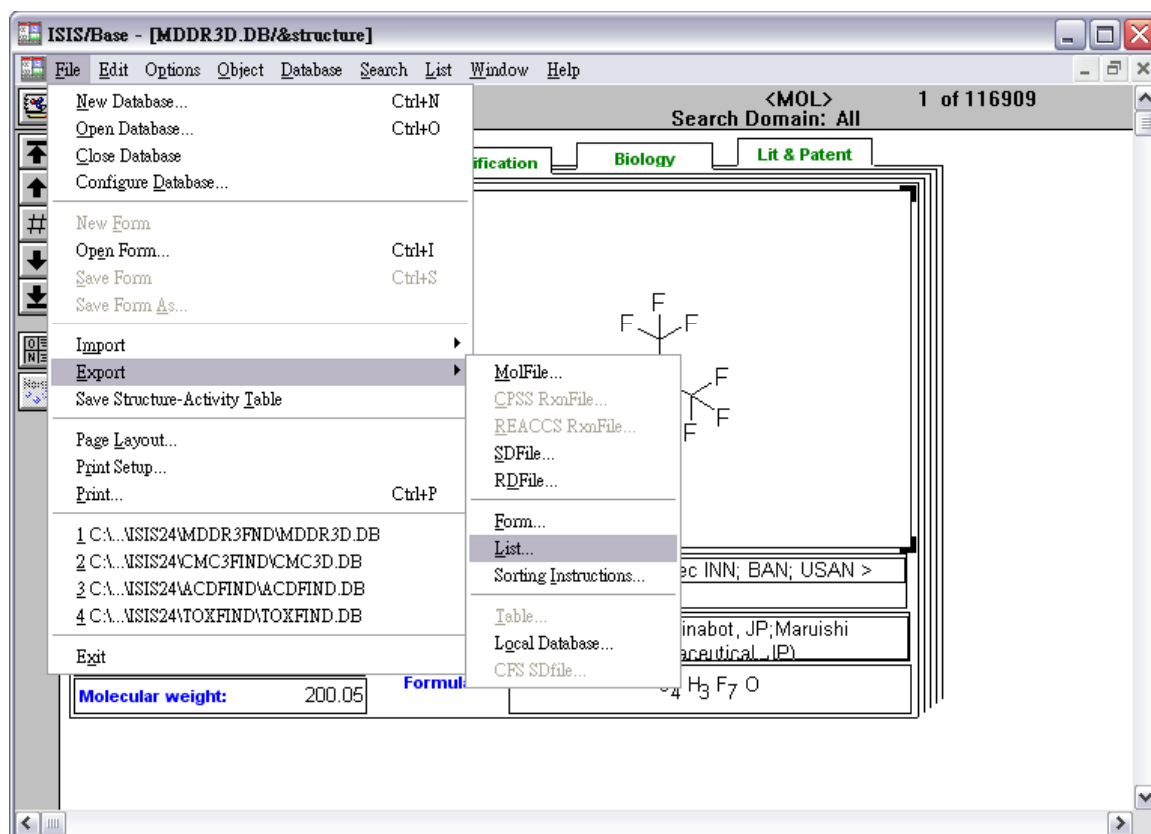 ISIS/Base - [MDDR3D.DB/&structure]
File Edit Options Object Database Search List Window Help
<MOL> 1 of 116909
Search Domain: All
New Database... Ctrl+N
Open Database... Ctrl+O
Close Database
Configure Database...
New Form
Open Form... Ctrl+I
Save Form Ctrl+S
Save Form As...
Import
Export
Save Structure-Activity Table
Page Layout...
Print Setup...
Print... Ctrl+P
1 C:\...\ISIS24\MDDR3FND\MDDR3D.DB
2 C:\...\ISIS24\CMC3FIND\CMC3D.DB
3 C:\...\ISIS24\ACDFIND\ACDFIND.DB
4 C:\...\ISIS24\TOXFIND\TOXFIND.DB
Exit
MolFile...
CPSS RxnFile...
REACCS RxnFile...
SDFile...
RDFile...
Form...
List...
Sorting Instructions...
Table...
Local Database...
CFS SDfile...
ification Biology Lit & Patent
F
F F
F
F F
F
ec INN; BAN; USAN >
inabot, JP;Maruishi
aceutical, JP)
Molecular weight: 200.05
Formul
4 H3 F7 O